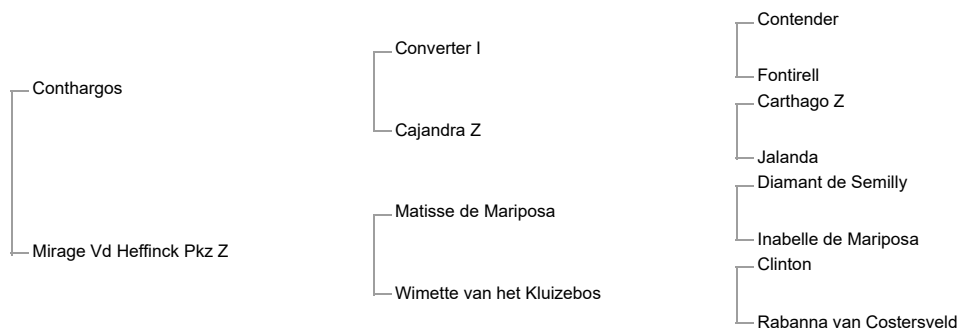 Contender
Converter I
Fontirell
Conthargos
Carthago Z
Cajandra Z
Jalanda
Diamant de Semilly
Matisse de Mariposa
Inabelle de Mariposa
Mirage Vd Heffinck Pkz Z
Clinton
Wimette van het Kluizebos
Rabanna van Costersveld